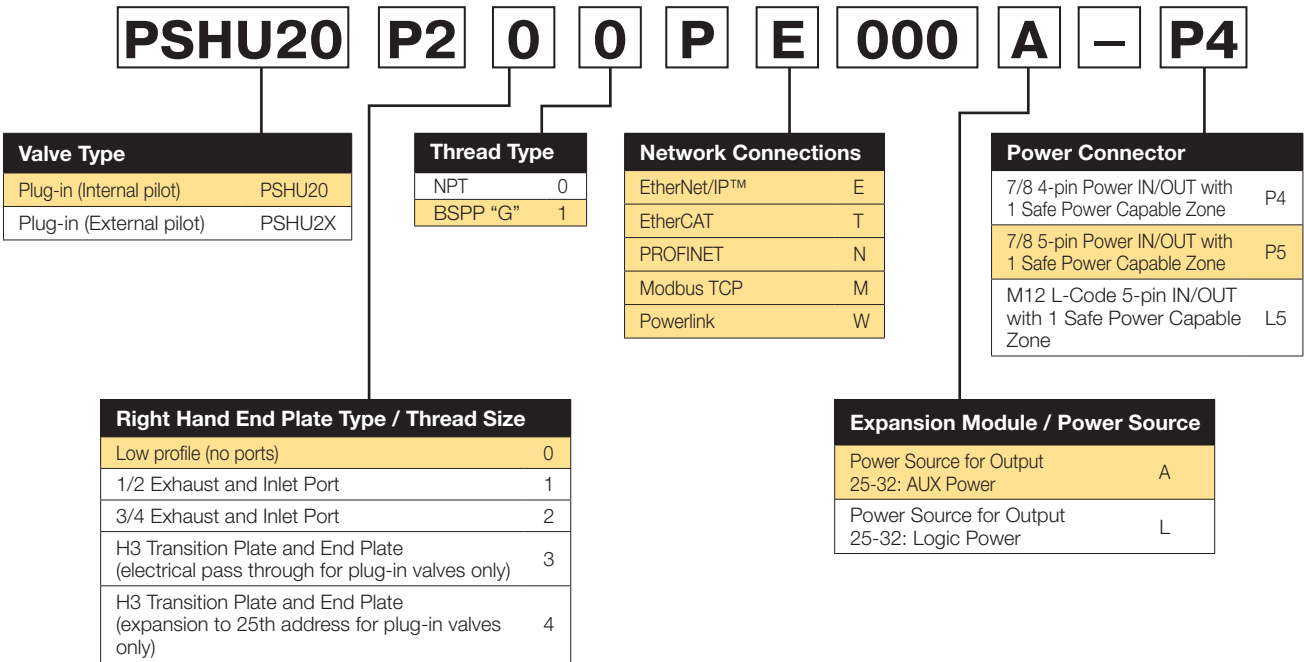 PSHU20 P2 0 0 P E 000 A – P4
Valve Type
Plug-in (Internal pilot) PSHU20
Plug-in (External pilot) PSHU2X
Thread Type
NPT 0
BSPP “G” 1
Network Connections
EtherNet/IP™ E
EtherCAT T
PROFINET N
Modbus TCP M
Powerlink W
Power Connector
7/8 4-pin Power IN/OUT with
1 Safe Power Capable Zone P4
7/8 5-pin Power IN/OUT with
1 Safe Power Capable Zone P5
M12 L-Code 5-pin IN/OUT
with 1 Safe Power Capable L5
Zone
Right Hand End Plate Type / Thread Size
Low profile (no ports) 0
1/2 Exhaust and Inlet Port 1
3/4 Exhaust and Inlet Port 2
H3 Transition Plate and End Plate
(electrical pass through for plug-in valves only) 3
H3 Transition Plate and End Plate
(expansion to 25th address for plug-in valves 4
only)
Expansion Module / Power Source
Power Source for Output
25-32: AUX Power A
Power Source for Output
25-32: Logic Power L